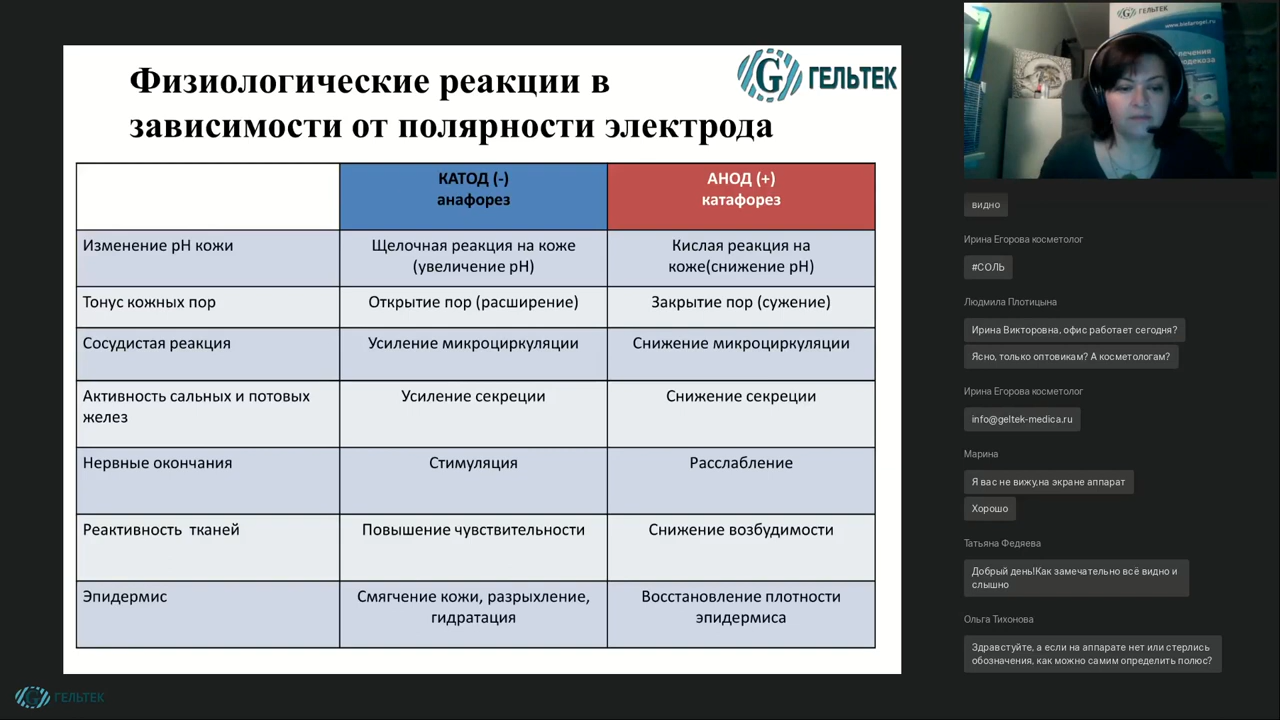 Физиологические реакции в
зависимости от полярности электрода
ГЕЛЬТЕК
КАТОД (-)
анафорез
АНОД (+)
катафорез
Изменение pH кожи
Щелочная реакция на коже
(увеличение pH)
Кислая реакция на
коже(снижение pH)
Тонус кожных пор
Открытие пор (расширение)
Закрытие пор (сужение)
Сосудистая реакция
Усиление микроциркуляции
Снижение микроциркуляции
Активность сальных и потовых
желез
Усиление секреции
Снижение секреции
Нервные окончания
Стимуляция
Расслабление
Реактивность тканей
Повышение чувствительности
Снижение возбудимости
Эпидермис
Смягчение кожи, разрыхление,
гидратация
Восстановление плотности
эпидермиса
ГЕЛЬТЕК
ГЕЛЬТЕК
видно
Ирина Егорова косметолог
#СОЛЬ
Людмила Плотицына
Ирина Викторовна, офис работает сегодня?
Ясно, только оптовикам? А косметологам?
Ирина Егорова косметолог
info@geltek-medica.ru
Марина
Я вас не вижу.на экране аппарат
Хорошо
Татьяна Федяева
Добрый день!Как замечательно всё видно и
слышно
Ольга Тихонова
Здравстуйте, а если на аппарате нет или стерлись
обозначения, как можно самим определить полюс?